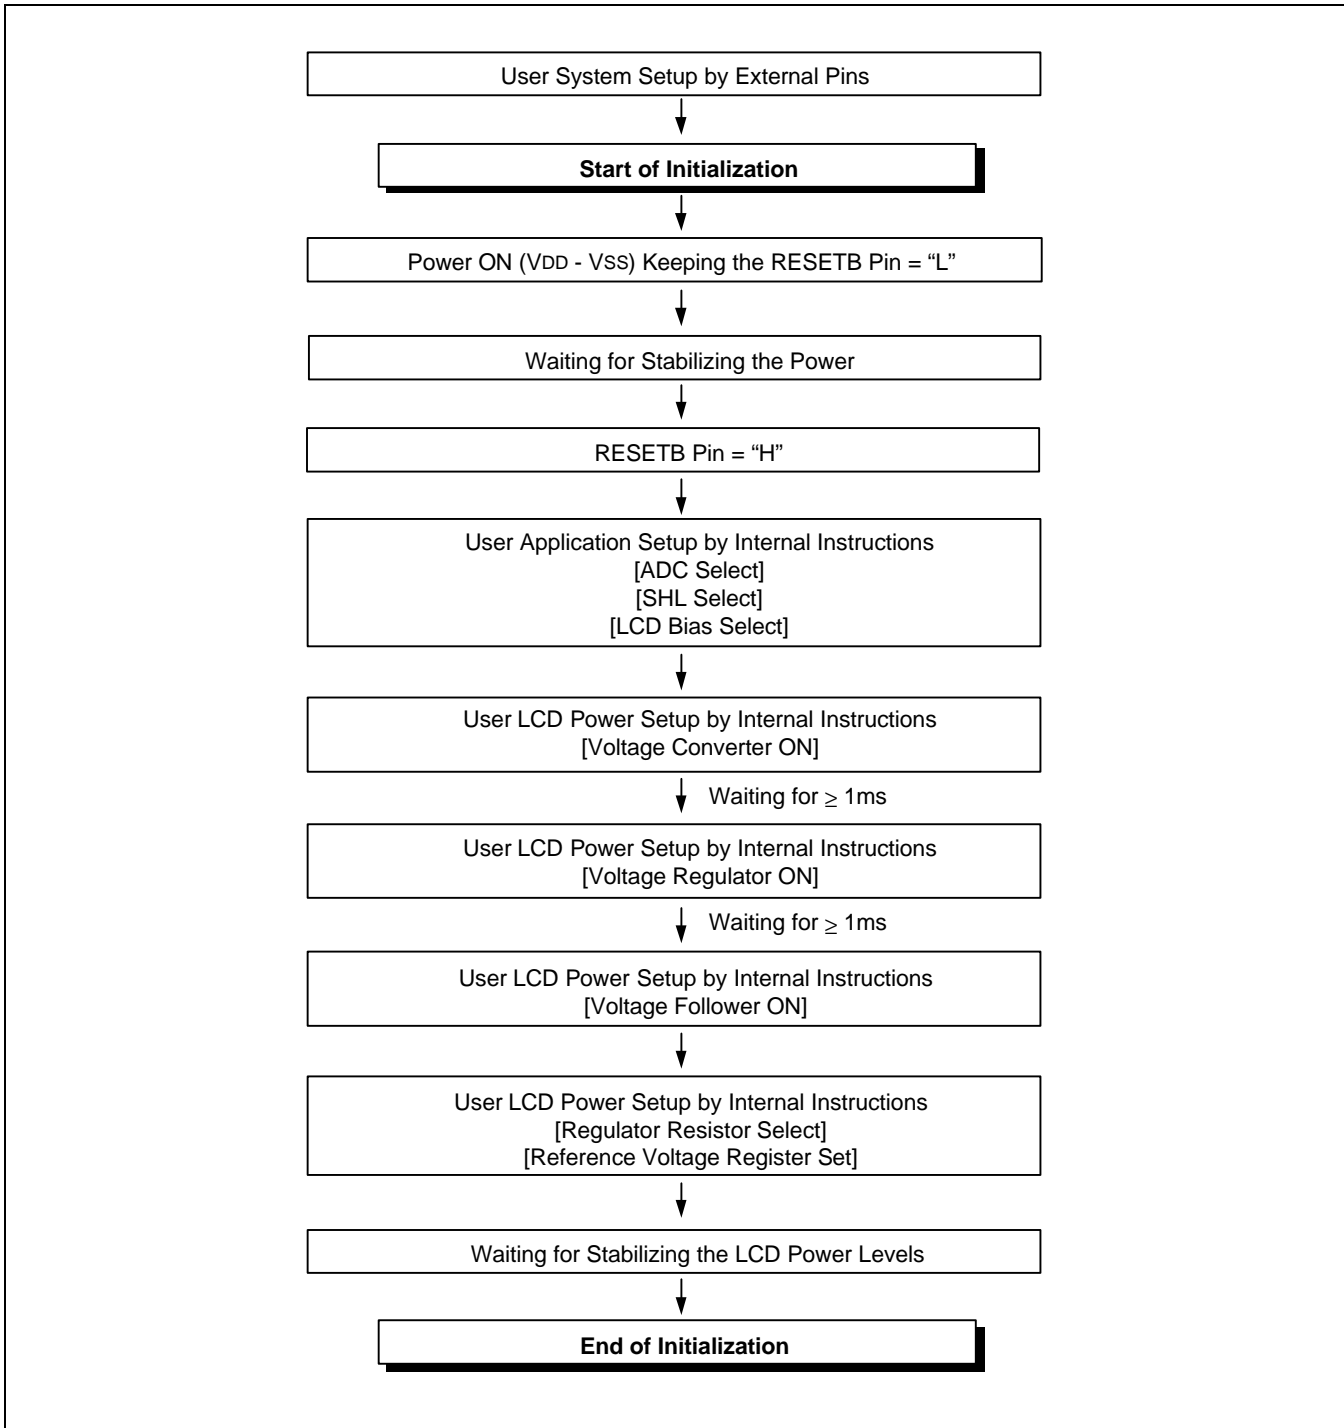 User System Setup by External Pins
Start of Initialization
Power ON (VDD - VSS) Keeping the RESETB Pin = “L”
Waiting for Stabilizing the Power
RESETB Pin = “H”
User Application Setup by Internal Instructions
[ADC Select]
[SHL Select]
[LCD Bias Select]
User LCD Power Setup by Internal Instructions
[Voltage Converter ON]
Waiting for ≥ 1ms
User LCD Power Setup by Internal Instructions
[Voltage Regulator ON]
Waiting for ≥ 1ms
User LCD Power Setup by Internal Instructions
[Voltage Follower ON]
User LCD Power Setup by Internal Instructions
[Regulator Resistor Select]
[Reference Voltage Register Set]
Waiting for Stabilizing the LCD Power Levels
End of Initialization